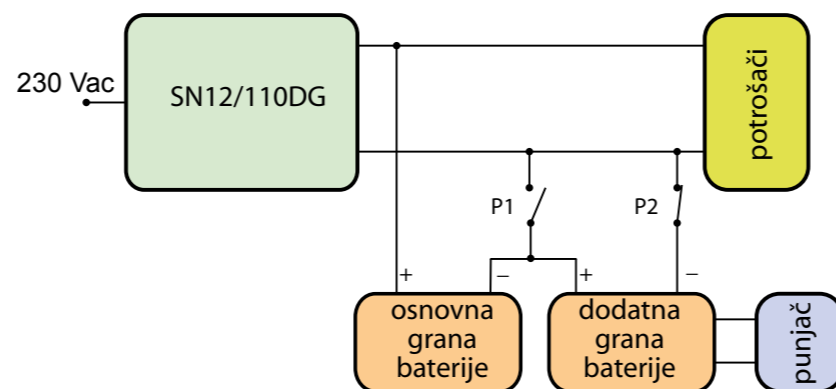 230 Vac
SN12/110DG
potrošači
P1
P2
+
−
+
−
osnovna
grana
baterije
dodatna
grana
baterije
punjač